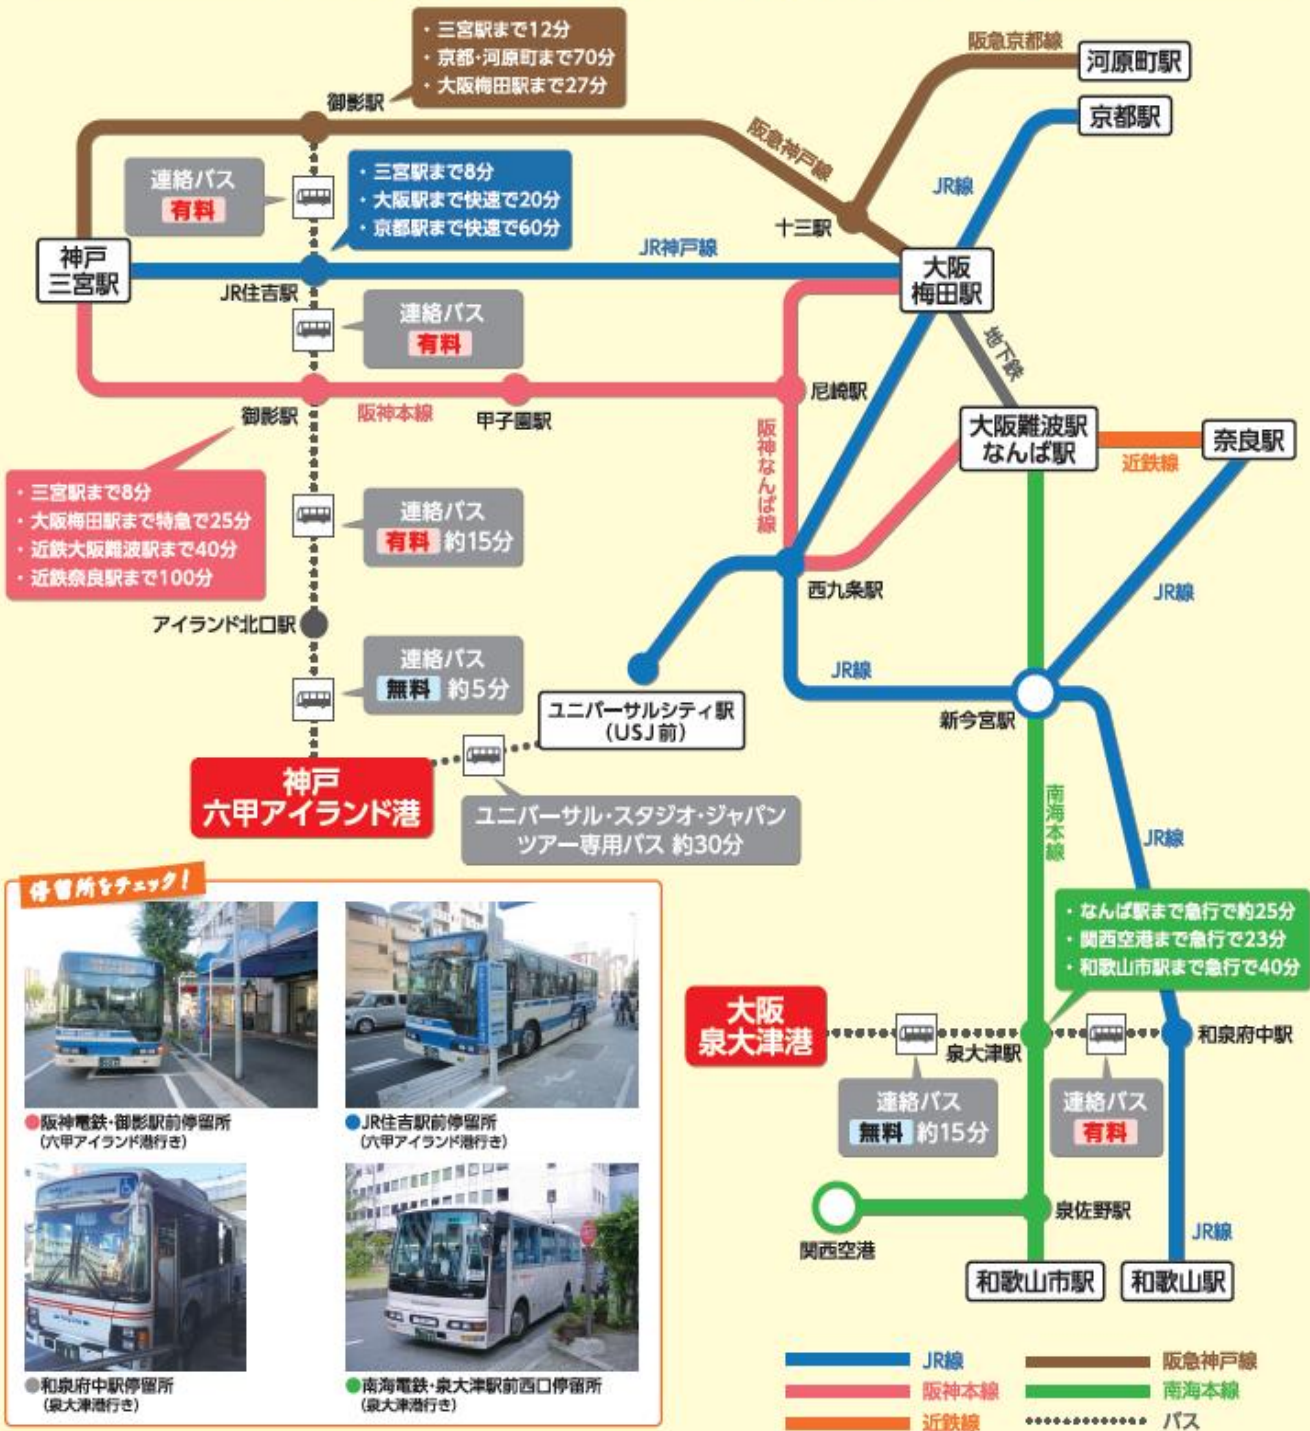 ・三宮駅まで12分
・京都・河原町まで70分
・大阪梅田駅まで27分
阪急京都線
河原町駅
御影駅
京都駅
阪急神戸線
連絡バス
有料
・三宮駅まで8分
・大阪駅まで快速で20分
・京都駅まで快速で60分
JR線
十三駅
神戸
三宮駅
JR神戸線
大阪
梅田駅
JR住吉駅
連絡バス
有料
地下鉄
御影駅
阪神本線
甲子園駅
尼崎駅
阪神なんば線
大阪難波駅
なんば駅
近鉄線
奈良駅
・三宮駅まで8分
・大阪梅田駅まで特急で25分
・近鉄大阪難波駅まで40分
・近鉄奈良駅まで100分
連絡バス
有料 約15分
西九条駅
JR線
アイランド北口駅
連絡バス
無料 約5分
JR線
ユニバーサルシティ駅
(USJ前)
新今宮駅
神戸
六甲アイランド港
ユニバーサル・スタジオ・ジャパン
ツアー専用バス 約30分
南海本線
JR線
停留所をチェック!
・なんば駅まで急行で約25分
・関西空港まで急行で23分
・和歌山市駅まで急行で40分
大阪
泉大津港
泉大津駅
和泉府中駅
連絡バス
無料 約15分
連絡バス
有料
阪神電鉄・御影駅前停留所
(六甲アイランド港行き)
JR住吉駅前停留所
(六甲アイランド港行き)
泉佐野駅
関西空港
JR線
和歌山市駅
和歌山駅
和泉府中駅停留所
(泉大津港行き)
南海電鉄・泉大津駅前西口停留所
(泉大津港行き)
JR線
阪急神戸線
阪神本線
南海本線
近鉄線
バス